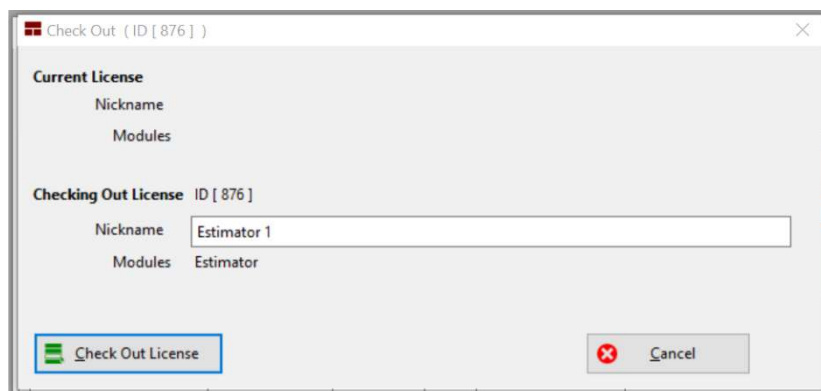 Check Out ( ID [ 876 ] )
Current License
Nickname
Modules
Checking Out License ID [ 876 ]
Nickname Estimator 1
Modules Estimator
Check Out License Cancel